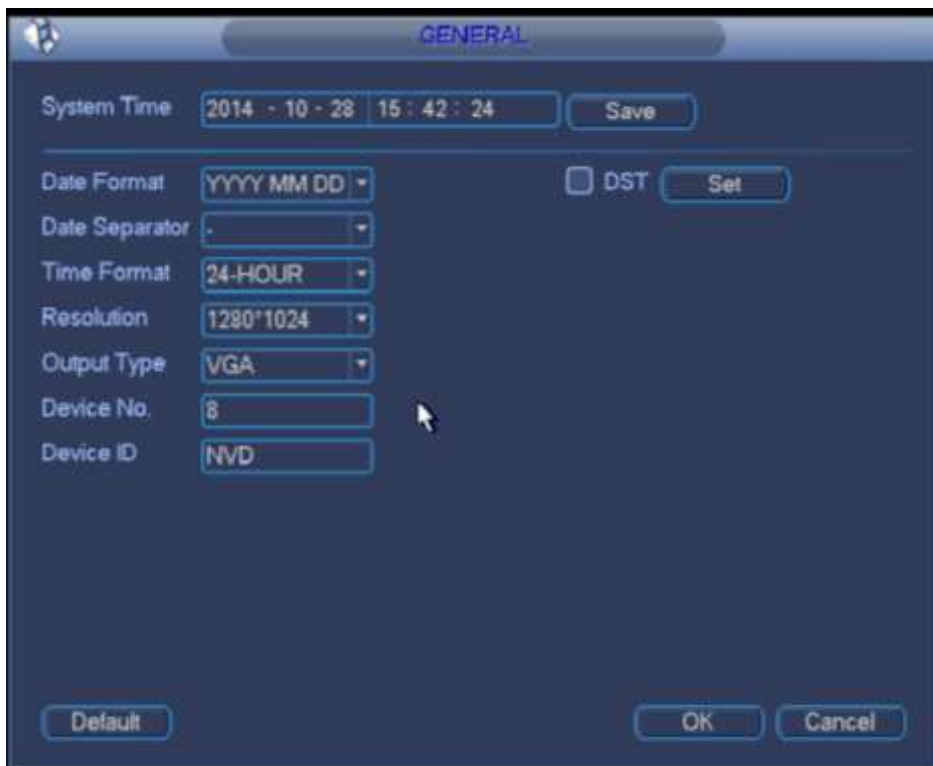 GENERAL
System Time 2014 - 10 - 28 15 : 42 : 24 Save
Date Format YYYY MM DD DST Set
Date Separator -
Time Format 24-HOUR
Resolution 1280*1024
Output Type VGA
Device No. 8
Device ID NVD
Default OK Cancel